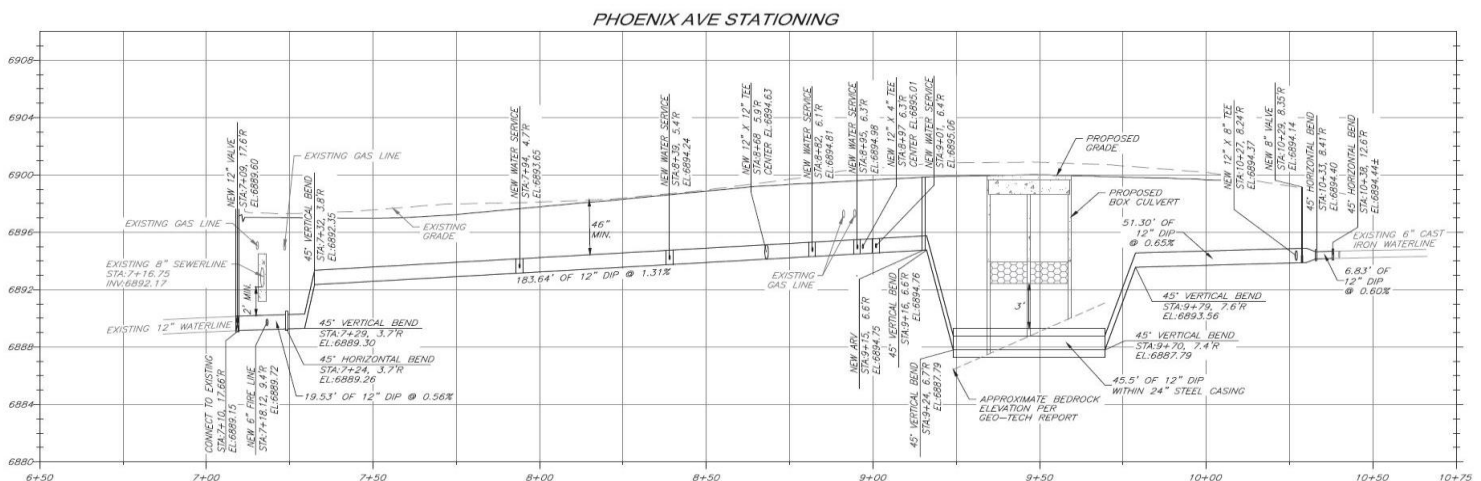 PHOENIX AVE STATIONING
6908
6904
6900
6896
6892
6888
6884
6880
6+50
7+00
7+50
8+00
8+50
9+00
9+50
10+00
10+50
10+75
NEW 12" VALVE
STA:7+09, 17.6'R
EL:6889.60
EXISTING GAS LINE
EXISTING GAS LINE
45° VERTICAL BEND
STA:7+32, 3.8'R
EL:6892.35
EXISTING
GRADE
EXISTING 8" SEWERLINE
STA:7+16.75
INV:6892.17
2' MIN.
EXISTING 12" WATERLINE
CONNECT TO EXISTING
STA:7+10, 17.66'R
EL:6889.15
NEW 6" FIRE LINE
STA:7+18.12, 9.4'R
EL:6889.72
45° VERTICAL BEND
STA:7+29, 3.7'R
EL:6889.30
45° HORIZONTAL BEND
STA:7+24, 3.7'R
EL:6889.26
19.53' OF 12" DIP @ 0.56%
183.64' OF 12" DIP @ 1.31%
NEW WATER SERVICE
STA:7+94, 4.7'R
EL:6893.65
46"
MIN.
NEW WATER SERVICE
STA:8+39, 5.4'R
EL:6894.24
NEW 12" X 12" TEE
STA:8+68, 5.9'R
CENTER EL:6894.63
NEW WATER SERVICE
STA:8+82, 6.1'R
EL:6894.81
NEW WATER SERVICE
STA:8+95, 6.3'R
EL:6894.98
NEW 12" X 4" TEE
STA:8+97, 6.3'R
CENTER EL:6895.01
NEW WATER SERVICE
STA:9+01, 6.4'R
EL:6895.06
EXISTING
GAS LINE
NEW ARV
STA:9+15, 6.6'R
EL:6894.75
45° VERTICAL BEND
STA:9+16, 6.6'R
EL:6894.76
45° VERTICAL BEND
STA:9+24, 6.7'R
EL:6887.79
PROPOSED
GRADE
PROPOSED
BOX CULVERT
3'
APPROXIMATE BEDROCK
ELEVATION PER
GEO-TECH REPORT
45.5' OF 12" DIP
WITHIN 24" STEEL CASING
45° VERTICAL BEND
STA:9+70, 7.4'R
EL:6887.79
45° VERTICAL BEND
STA:9+79, 7.6'R
EL:6893.56
51.30' OF
12" DIP
@ 0.65%
NEW 12" X 8" TEE
STA:10+27, 8.24'R
EL:6894.37
NEW 8" VALVE
STA:10+29, 8.35'R
EL:6894.14
45° HORIZONTAL BEND
STA:10+33, 8.41'R
EL:6894.40
45° HORIZONTAL BEND
STA:10+38, 12.6'R
EL:6894.44±
EXISTING 6" CAST
IRON WATERLINE
6.83' OF
12" DIP
@ 0.60%